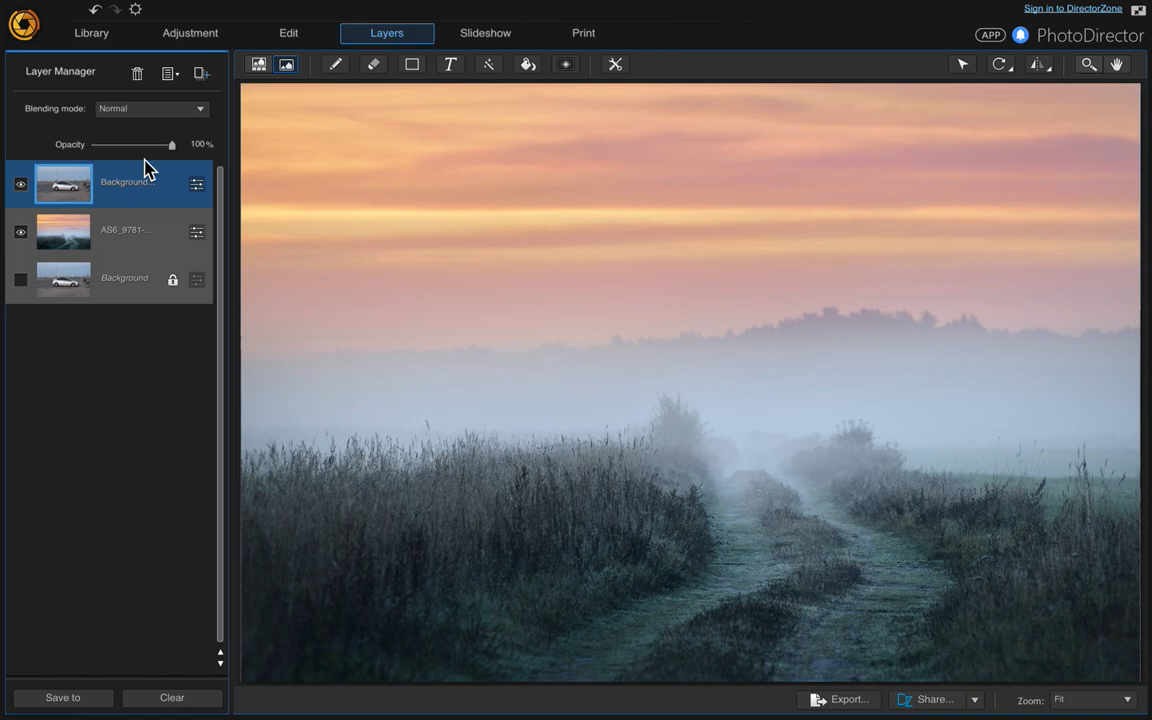 Sign in to DirectorZone
Library Adjustment Edit Layers Slideshow Print
APP PhotoDirector
Layer Manager
T
Blending mode: Normal
Opacity 100%
Background...
AS6_9781-...
Background
Save to Clear Export... Share... Zoom: Fit